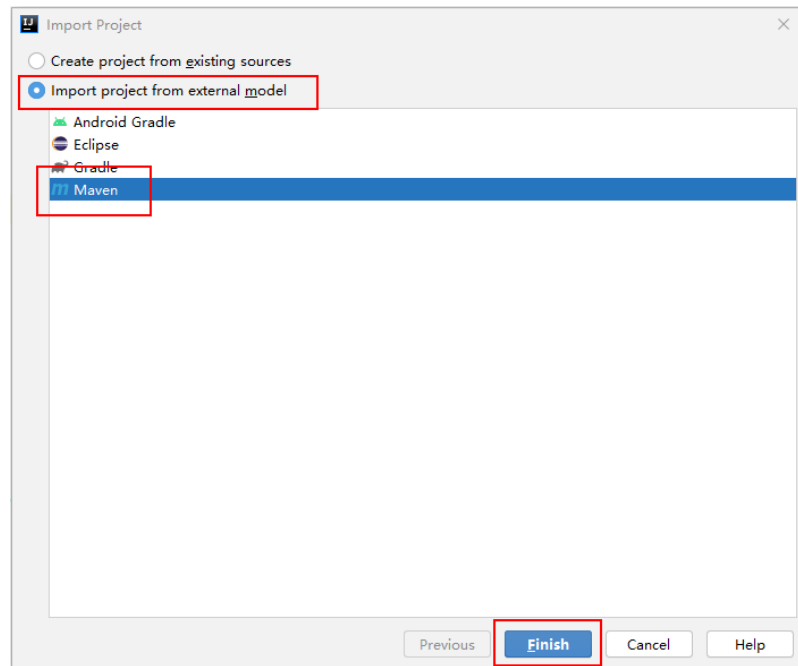 Import Project
Create project from existing sources
Import project from external model
Android Gradle
Eclipse
Gradle
Maven
Previous
Finish
Cancel
Help